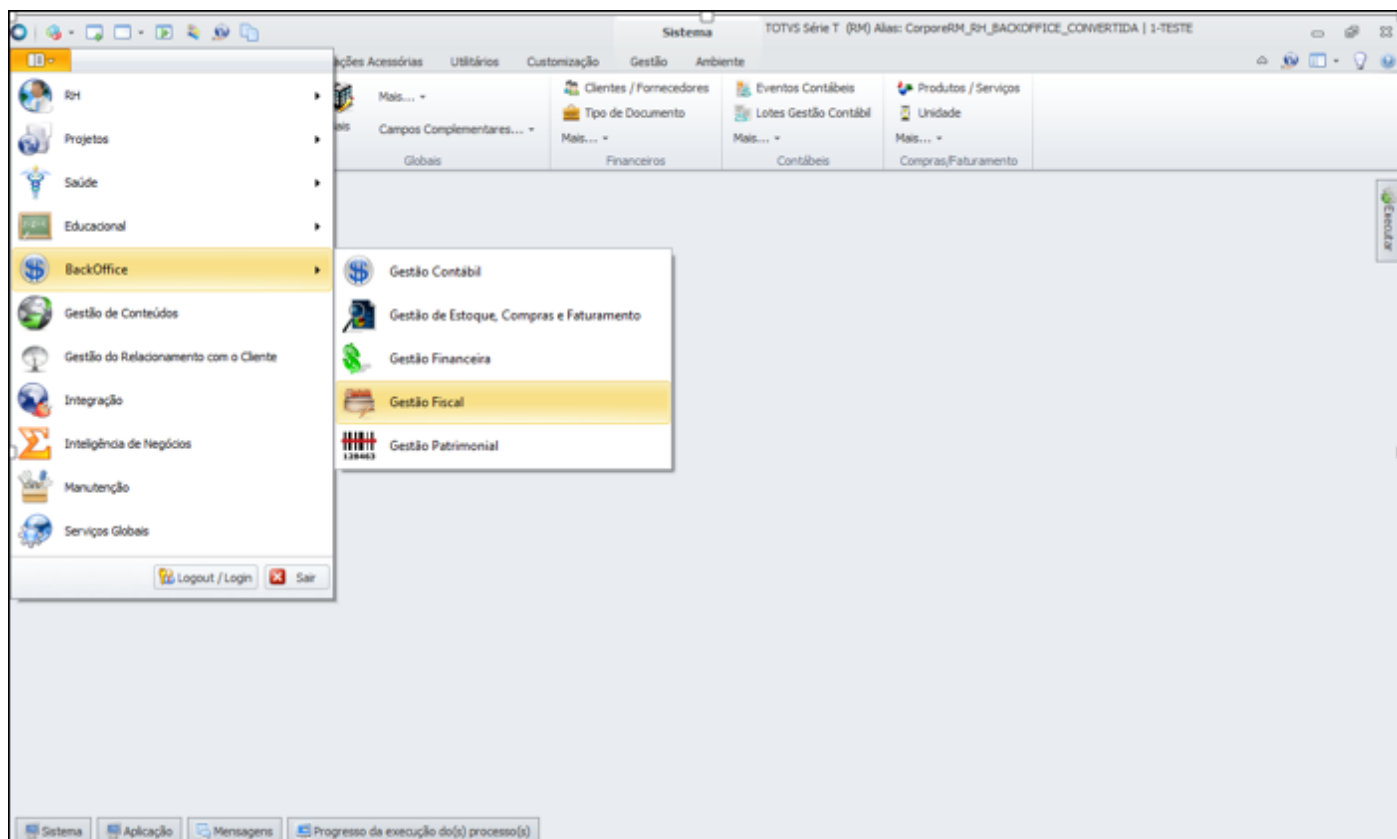 Sistema
TOTVS Série T (RM) Alias: CorporeRM_RH_BACKOFFICE_CONVERTIDA | 1-TESTE
ções Acessórias Utilitários Customização Gestão Ambiente
RH
Projetos
Saúde
Educacional
BackOffice
Gestão de Conteúdos
Gestão do Relacionamento com o Cliente
Integração
Inteligência de Negócios
Manutenção
Serviços Globais
Logout / Login Sair
ais
Mais...
Campos Complementares...
Globais
Clientes / Fornecedores
Tipo de Documento
Mais...
Financeiros
Eventos Contábeis
Lotes Gestão Contábil
Mais...
Contábeis
Produtos / Serviços
Unidade
Mais...
Compras/Faturamento
Executar
Gestão Contábil
Gestão de Estoque, Compras e Faturamento
Gestão Financeira
Gestão Fiscal
Gestão Patrimonial
128463
Sistema Aplicação Mensagens Progresso da execução do(s) processo(s)